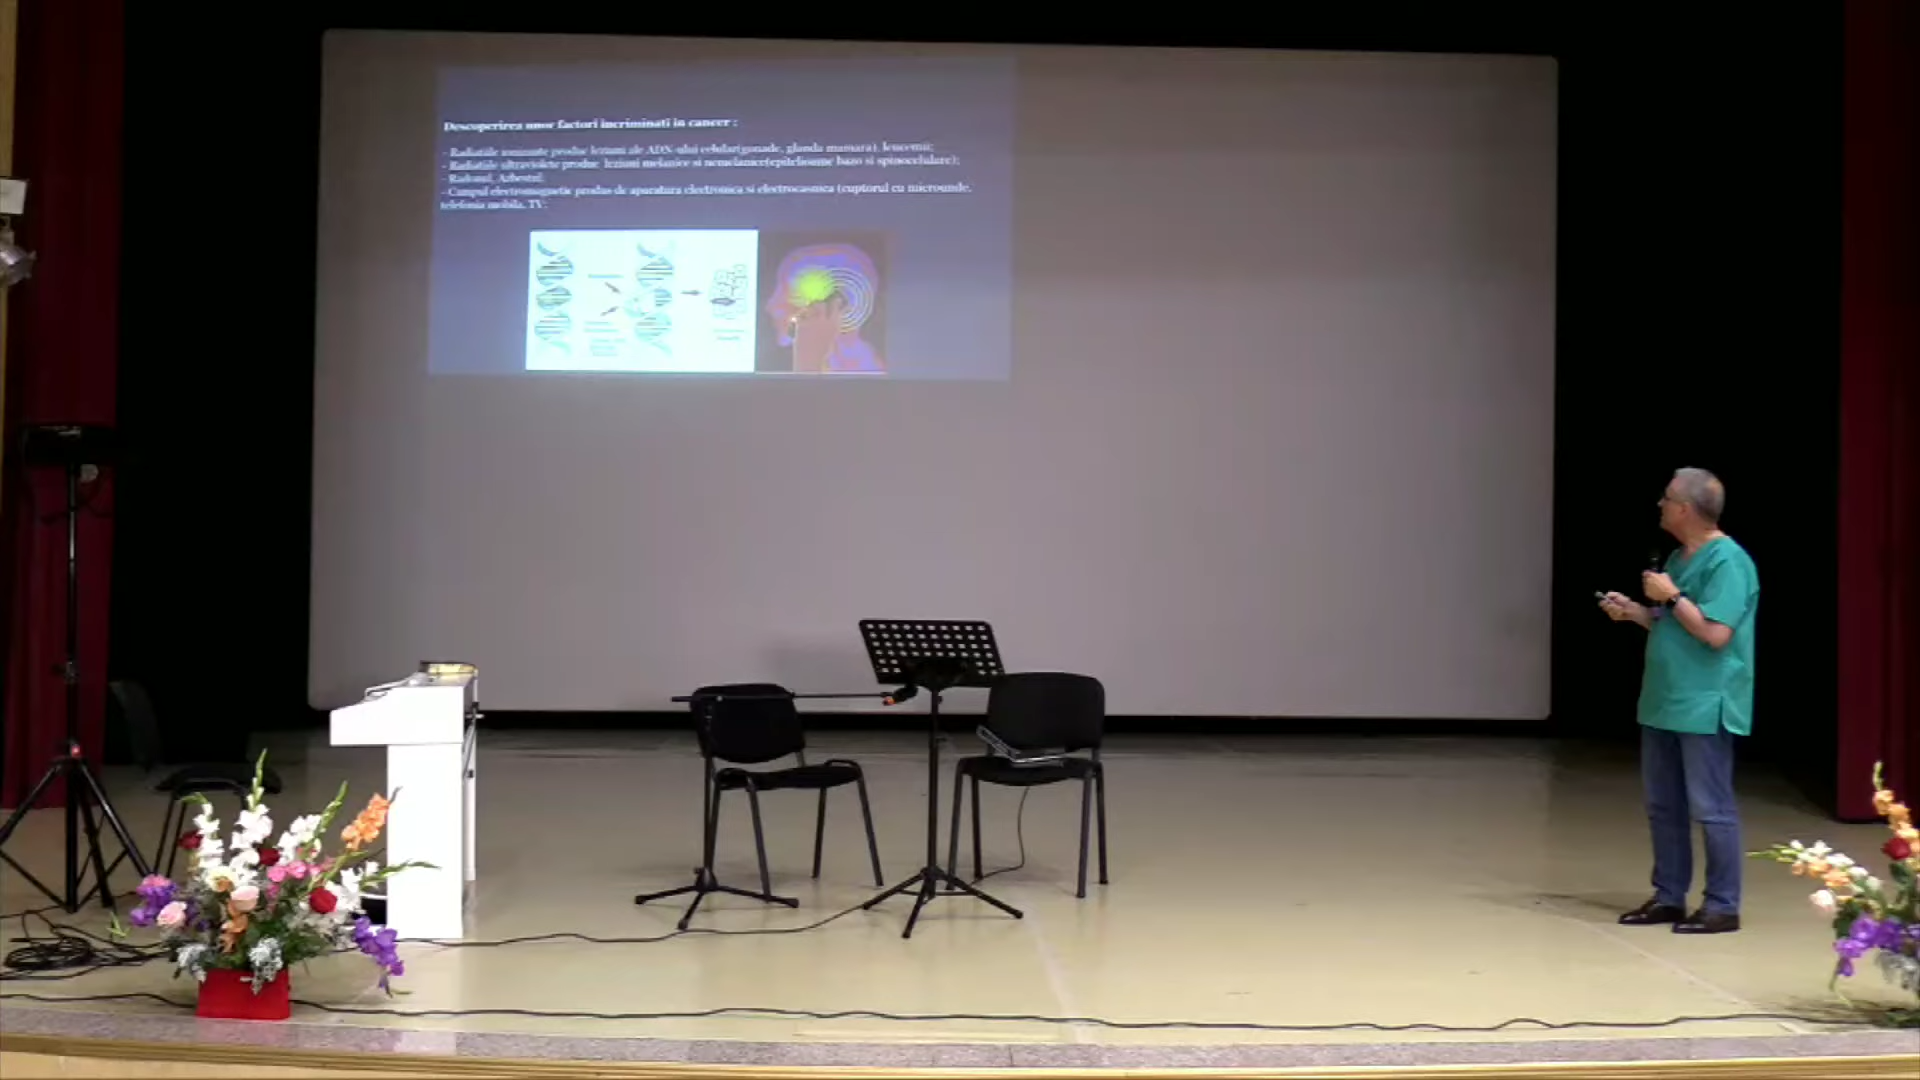 Descoperirea unor factori incriminati in cancer :
- Radiatiile ionizante produc leziuni ale ADN-ului celular(gonade, glanda mamara), leucemii;
- Radiatiile ultraviolete produc leziuni melanice si nemelanice(epitelioame bazo si spinocelulare);
- Radonul, Azbestul;
- Campul electromagnetic produs de aparatura electronica si electrocasnica (cuptorul cu microunde,
telefonia mobila, TV;